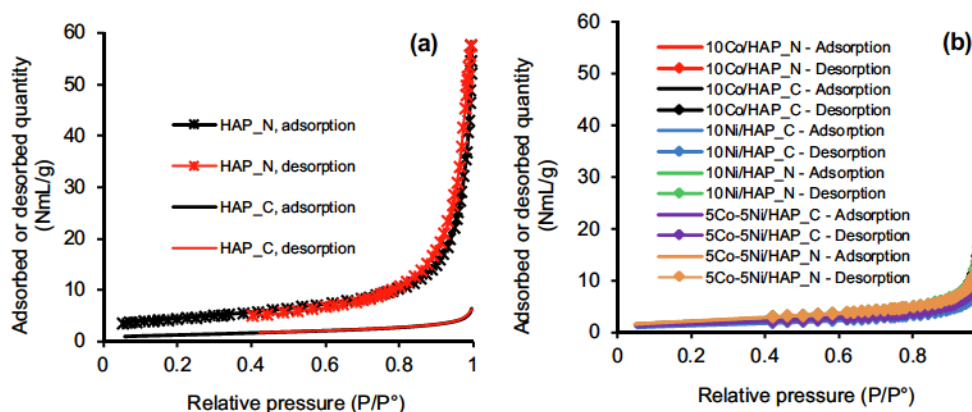 (a)
Adsorbed or desorbed quantity
(NmL/g)
60
50
40
30
20
10
0
HAP_N, adsorption
HAP_N, desorption
HAP_C, adsorption
HAP_C, desorption
0 0.2 0.4 0.6 0.8 1
Relative pressure (P/P°)
(b)
Adsorbed or desorbed quantity
(NmL/g)
60
50
40
30
20
10
0
10Co/HAP_N - Adsorption
10Co/HAP_N - Desorption
10Co/HAP_C - Adsorption
10Co/HAP_C - Desorption
10Ni/HAP_C - Adsorption
10Ni/HAP_C - Desorption
10Ni/HAP_N - Adsorption
10Ni/HAP_N - Desorption
5Co-5Ni/HAP_C - Adsorption
5Co-5Ni/HAP_C - Desorption
5Co-5Ni/HAP_N - Adsorption
5Co-5Ni/HAP_N - Desorption
0 0.2 0.4 0.6 0.8
Relative pressure (P/P°)